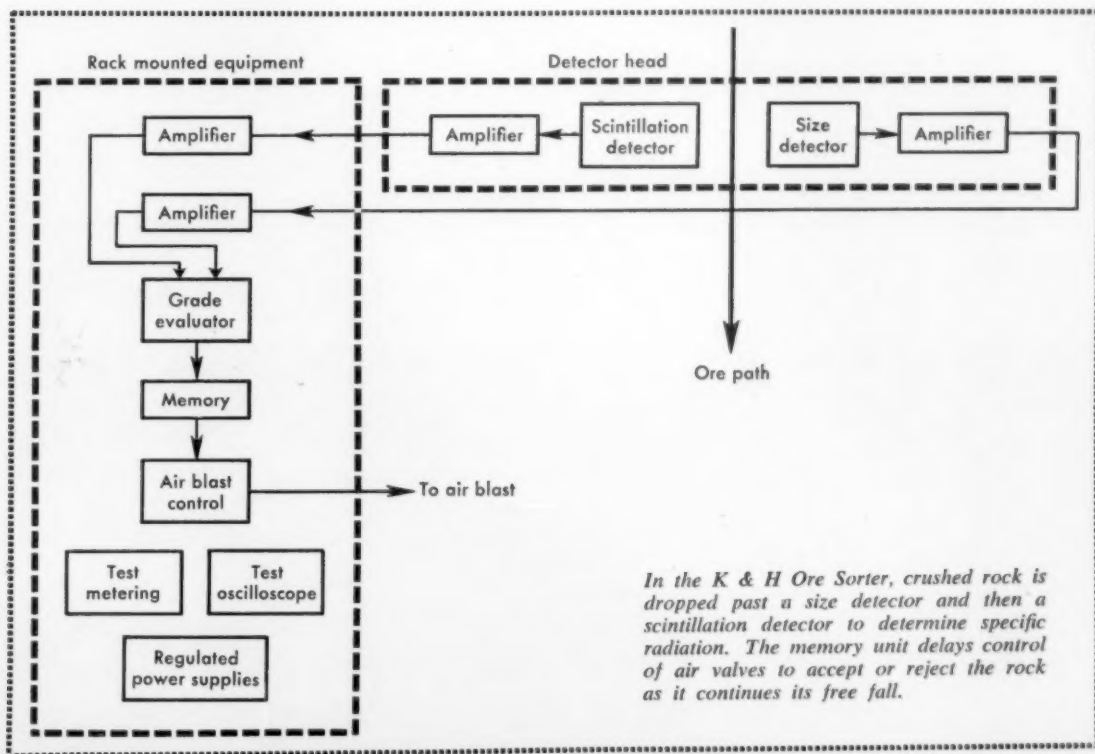 Rack mounted equipment
Detector head
Amplifier
Amplifier
Scintillation
detector
Size
detector
Amplifier
Amplifier
Grade
evaluator
Memory
Ore path
Air blast
control
To air blast
Test
metering
Test
oscilloscope
Regulated
power supplies
In the K & H Ore Sorter, crushed rock is
dropped past a size detector and then a
scintillation detector to determine specific
radiation. The memory unit delays control
of air valves to accept or reject the rock
as it continues its free fall.